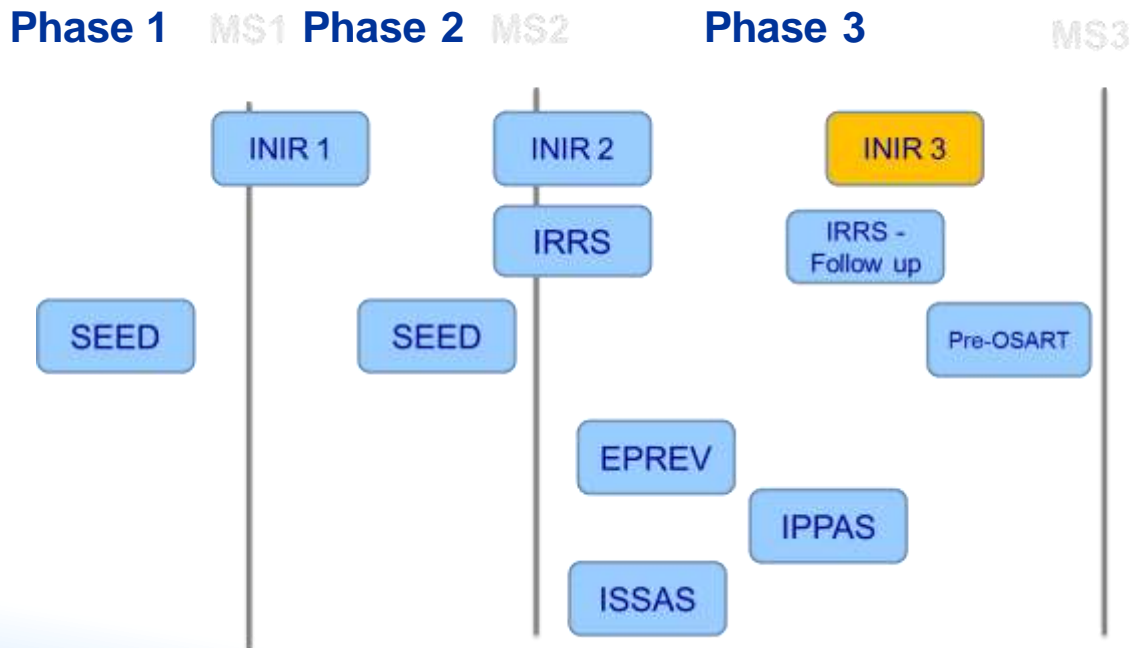 Phase 1 MS1 Phase 2 MS2 Phase 3 MS3
INIR 1 INIR 2 INIR 3
IRRS
IRRS -
Follow up
SEED SEED Pre-OSART
EPREV
IPPAS
ISSAS